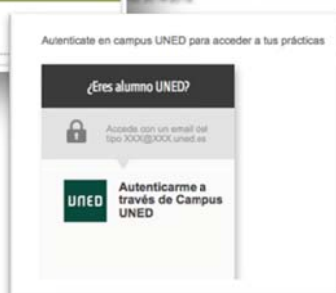 Autentícate en campus UNED para acceder a tus prácticas
¿Eres alumno UNED?
Accede con un email del
tipo XXX@XXX.uned.es
UNED
Autenticarme a
través de Campus
UNED